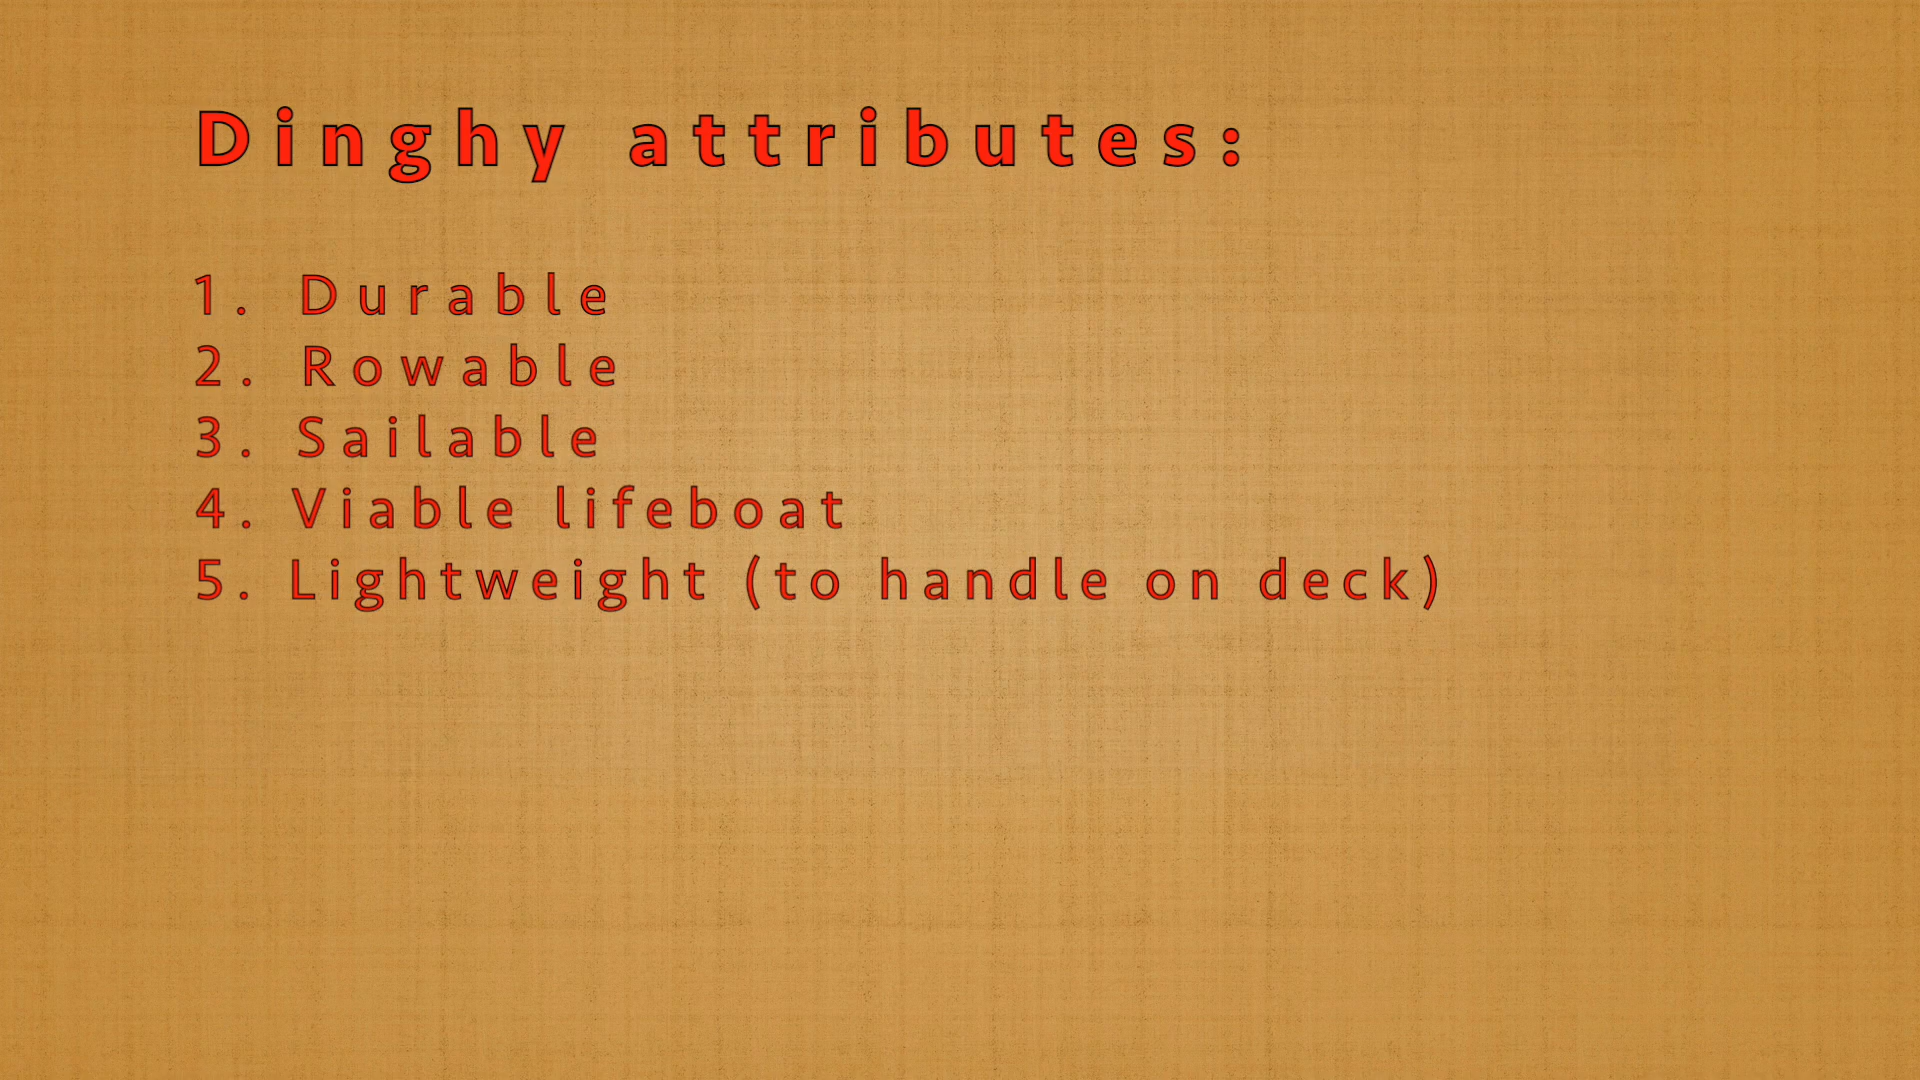 Dinghy attributes:
1. Durable
2. Rowable
3. Sailable
4. Viable lifeboat
5. Lightweight (to handle on deck)